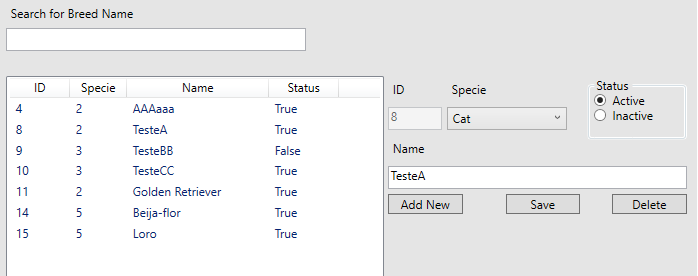 Search for Breed Name
ID Specie Name Status
4 2 AAAaaa True
8 2 TesteA True
9 3 TesteBB False
10 3 TesteCC True
11 2 Golden Retriever True
14 5 Beija-flor True
15 5 Loro True
ID Specie
8 Cat
Status
Active
Inactive
Name
TesteA
Add New Save Delete